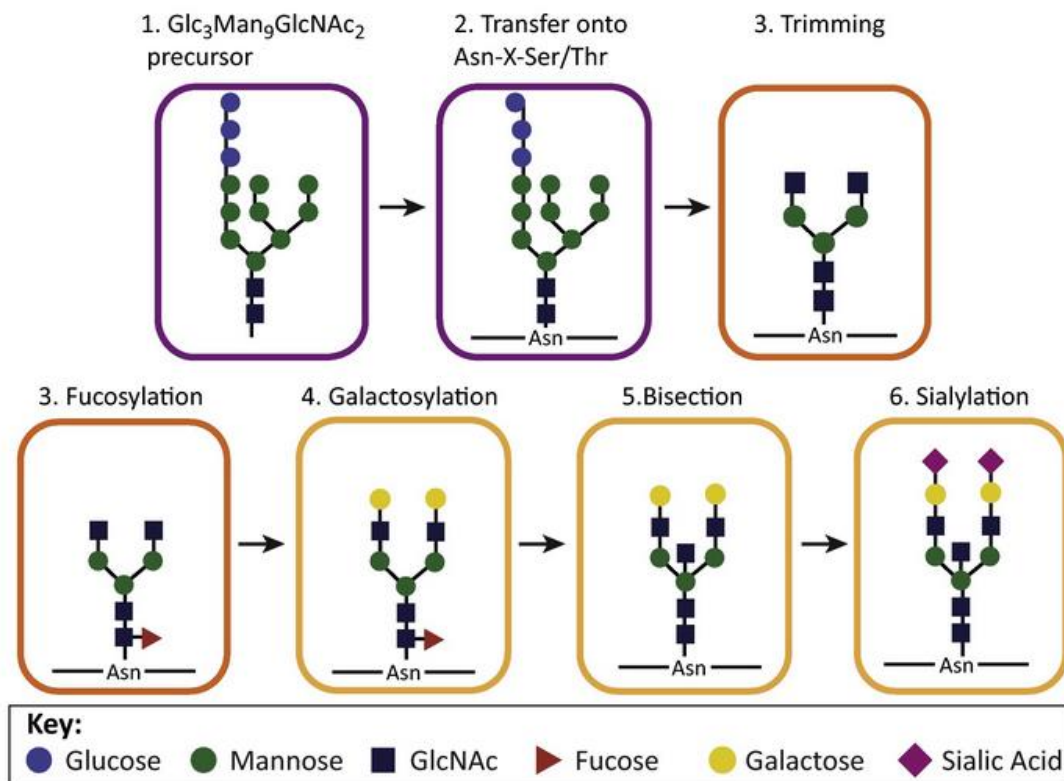 1. Glc3Man9GlcNAc2
precursor
2. Transfer onto
Asn-X-Ser/Thr
3. Trimming
Asn
Asn
3. Fucosylation
4. Galactosylation
5.Bisection
6. Sialylation
Asn
Asn
Asn
Asn
Key:
Glucose
Mannose
GlcNAc
Fucose
Galactose
Sialic Acid